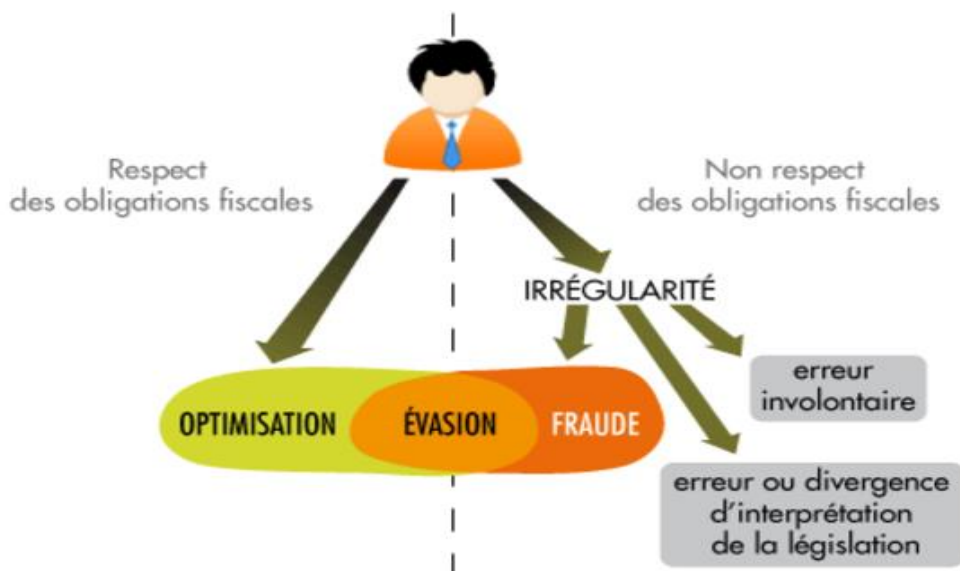 Respect
des obligations fiscales
Non respect
des obligations fiscales
IRRÉGULARITÉ
erreur
involontaire
OPTIMISATION
ÉVASION
FRAUDE
erreur ou divergence
d'interprétation
de la législation